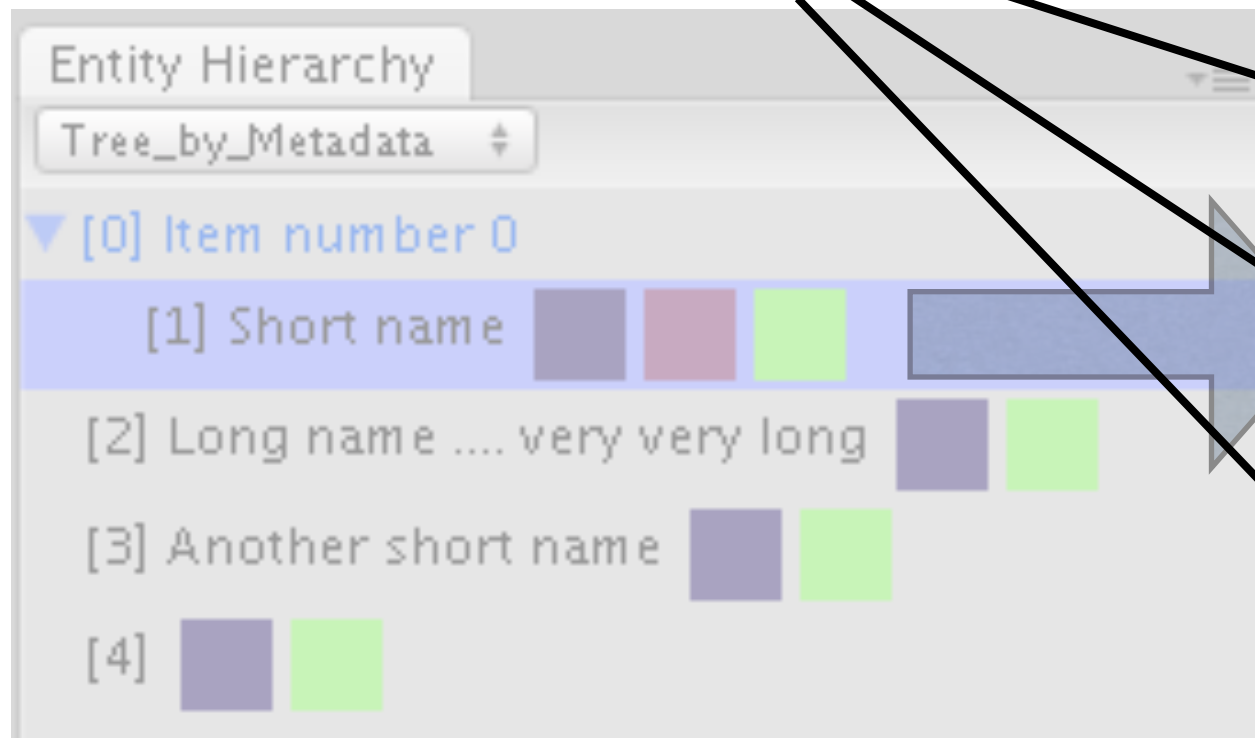 Entity Hierarchy
Tree_by_Metadata
[0] Item number 0
[1] Short name
[2] Long name .... very very long
[3] Another short name
[4]